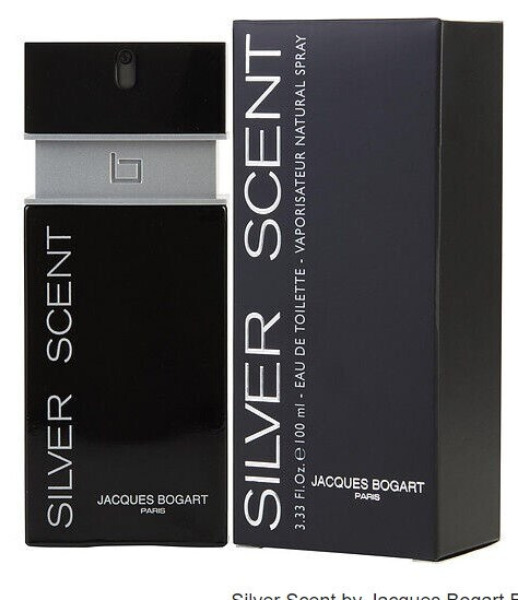 SILVER SCENT
JACQUES BOGART
PARIS
SILVER SCENT
3.33 Fl.Oz. e 100 ml - EAU DE TOILETTE - VAPORISATEUR NATURAL SPRAY
JACQUES BOGART
PARIS
Silver Scent by Jacques Bogart